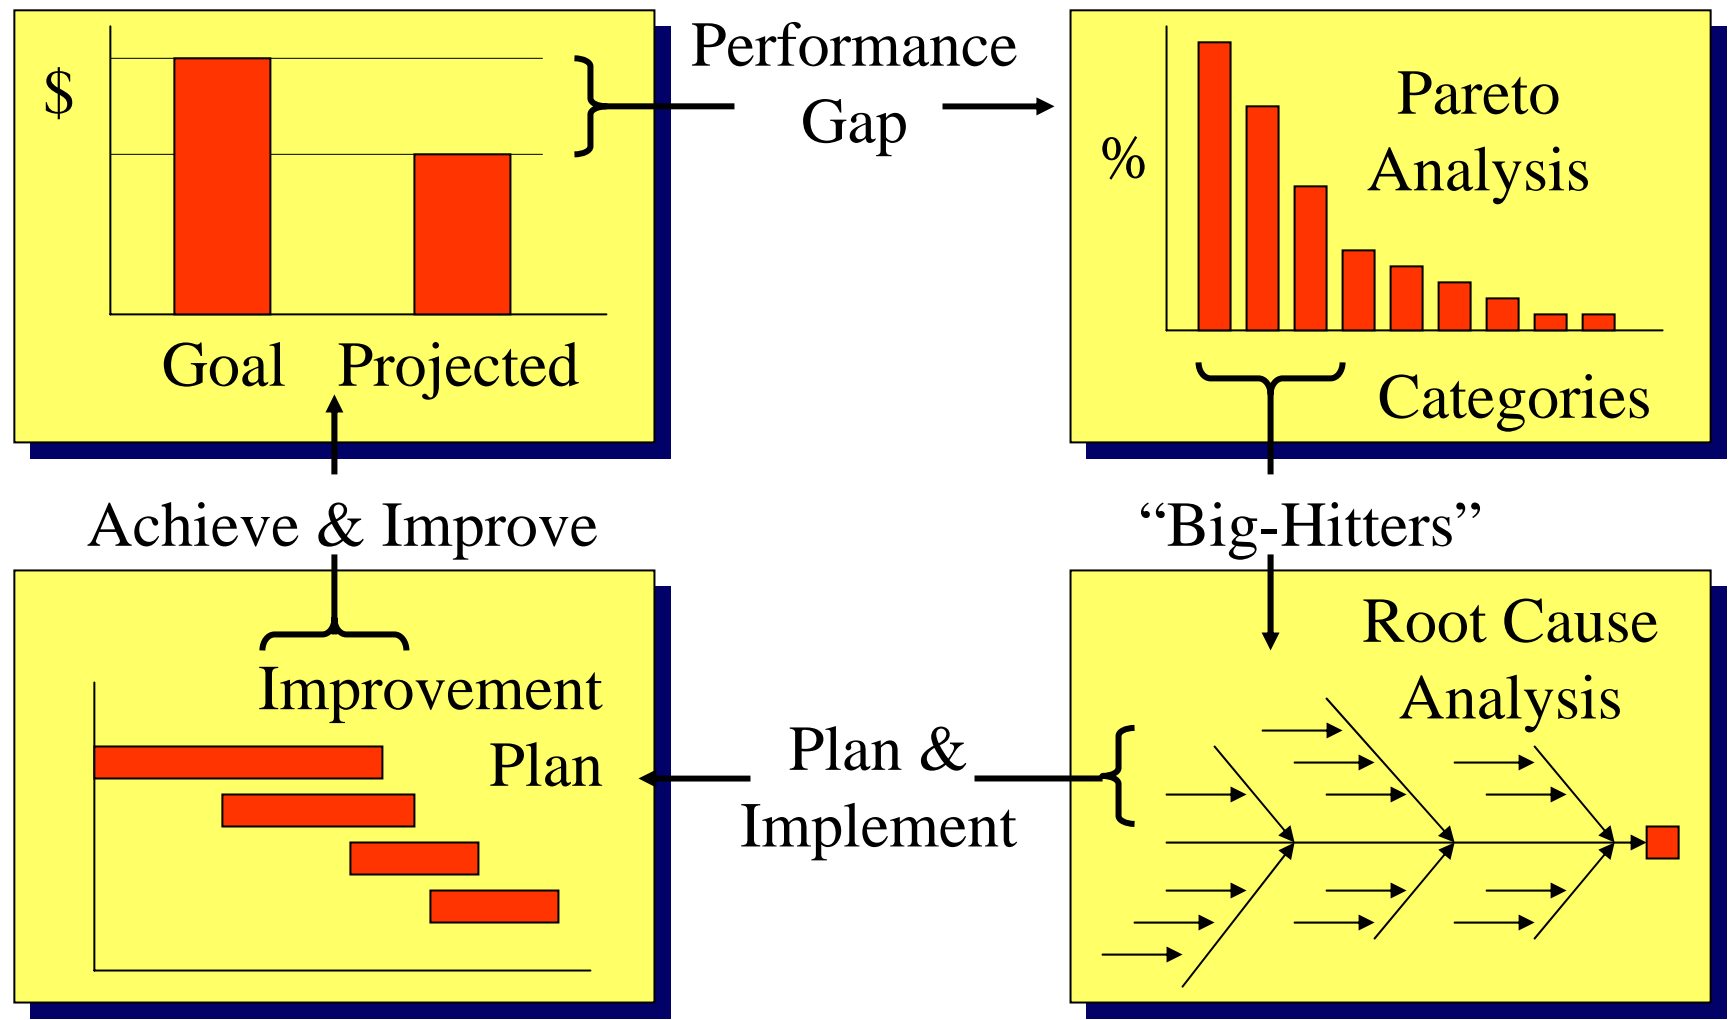 $
Goal Projected
Performance
Gap
%
Pareto
Analysis
Categories
“Big-Hitters”
Root Cause
Analysis
Plan &
Implement
Improvement
Plan
Achieve & Improve